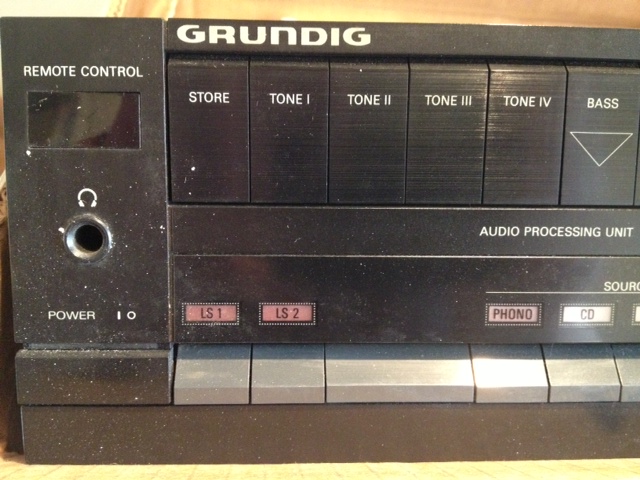 GRUNDIG
REMOTE CONTROL
STORE TONE I TONE II TONE III TONE IV BASS
AUDIO PROCESSING UNIT
SOURC
POWER I O LS 1 LS 2 PHONO CD